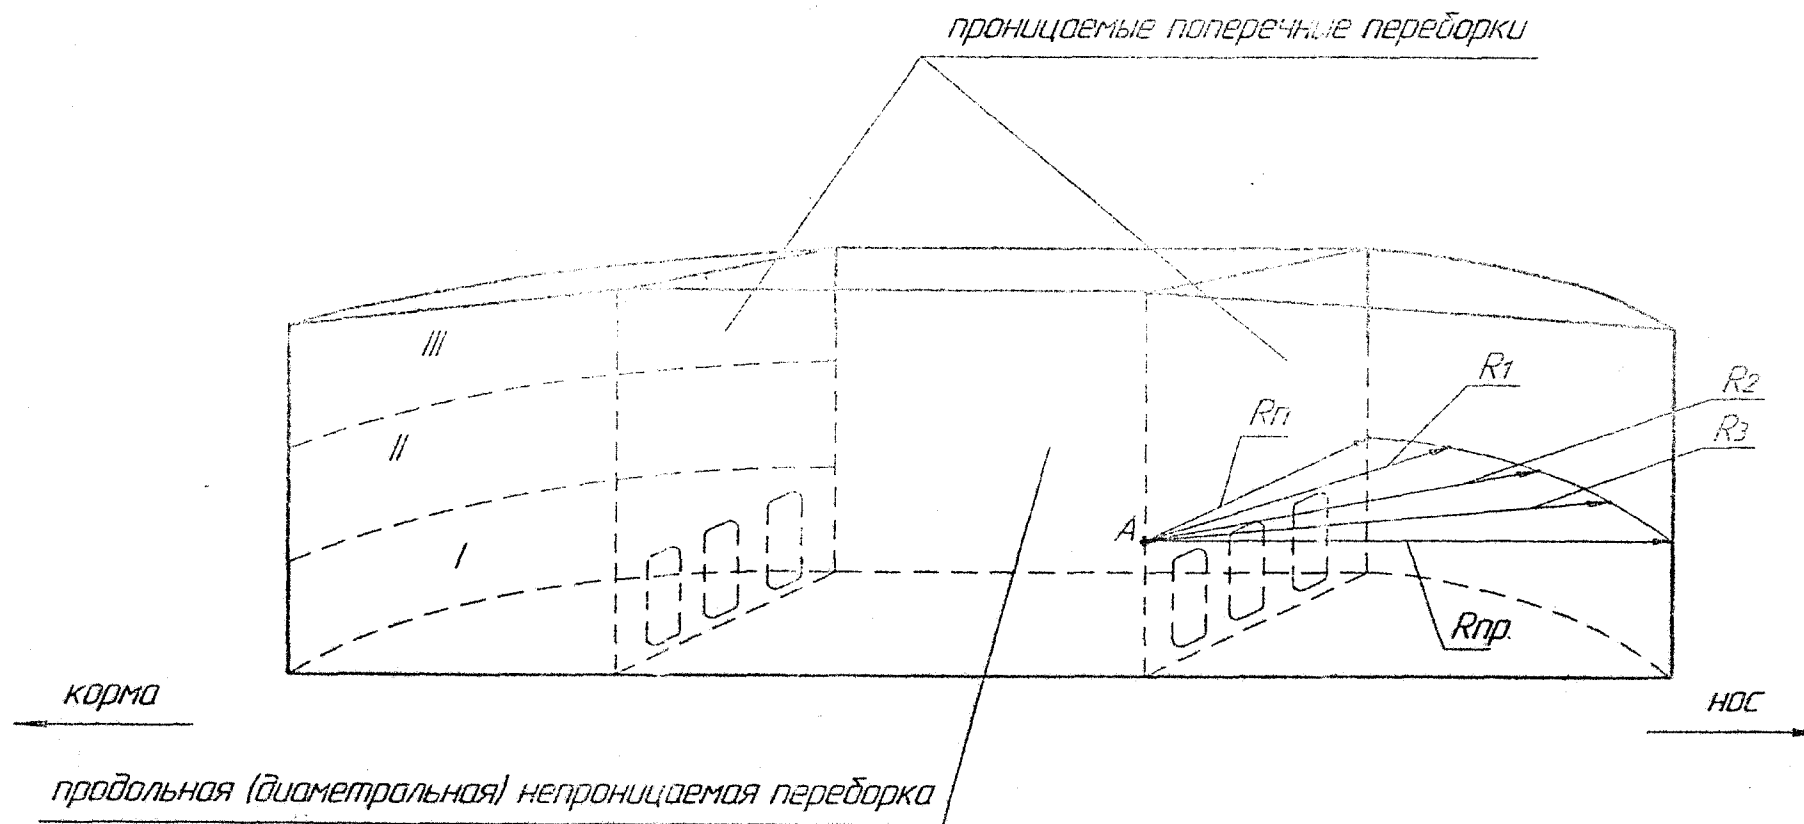 проницаемые поперечные переборки
III
II
I
Rп
R1
R2
R3
A
Rпр.
корма
нос
продольная (диаметральная) непроницаемая переборка